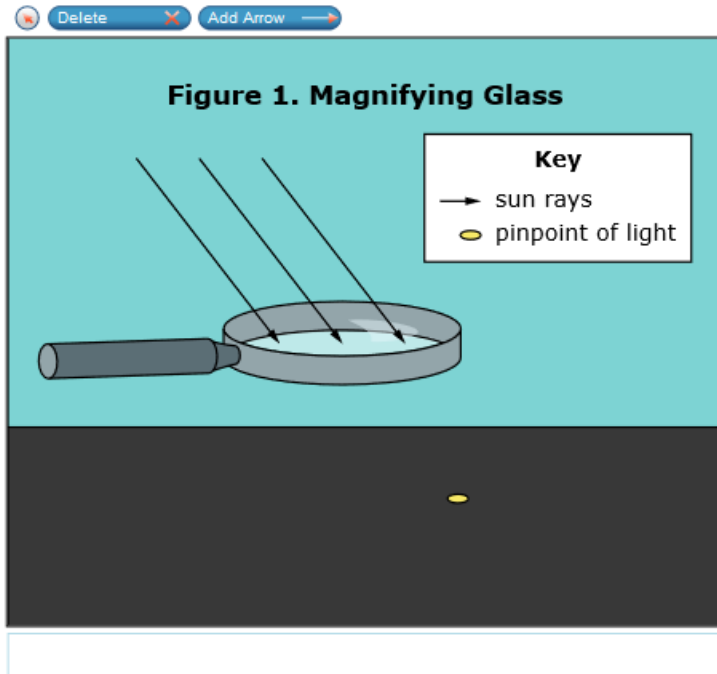 Delete
Add Arrow
Figure 1. Magnifying Glass
Key
sun rays
pinpoint of light